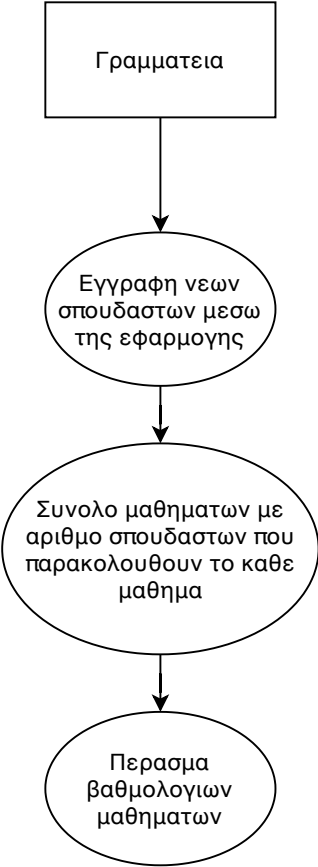 Γραμματεια
Εγγραφη νεων
σπουδαστων μεσω
της εφαρμογης
Συνολο μαθηματων με
αριθμο σπουδαστων που
παρακολουθουν το καθε
μαθημα
Περασμα
βαθμολογιων
μαθηματων